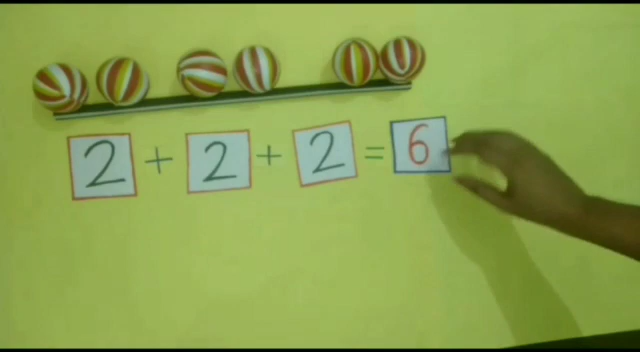 2 + 2 + 2 = 6